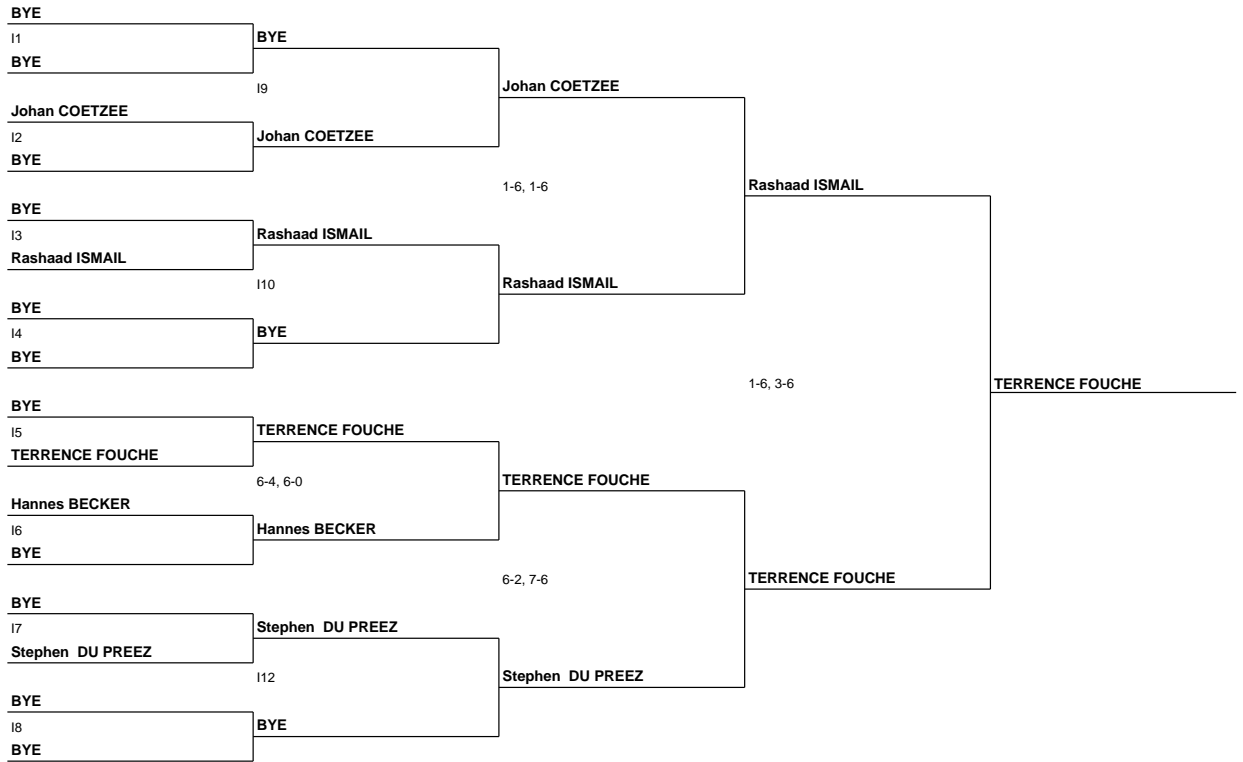 BYE
I1
BYE
BYE
I9
Johan COETZEE
Johan COETZEE
I2
Johan COETZEE
BYE
1-6, 1-6
Rashaad ISMAIL
BYE
I3
Rashaad ISMAIL
Rashaad ISMAIL
I10
Rashaad ISMAIL
BYE
I4
BYE
BYE
1-6, 3-6
TERRENCE FOUCHE
BYE
I5
TERRENCE FOUCHE
TERRENCE FOUCHE
6-4, 6-0
TERRENCE FOUCHE
Hannes BECKER
I6
Hannes BECKER
BYE
6-2, 7-6
TERRENCE FOUCHE
BYE
I7
Stephen  DU PREEZ
Stephen  DU PREEZ
I12
Stephen  DU PREEZ
BYE
I8
BYE
BYE